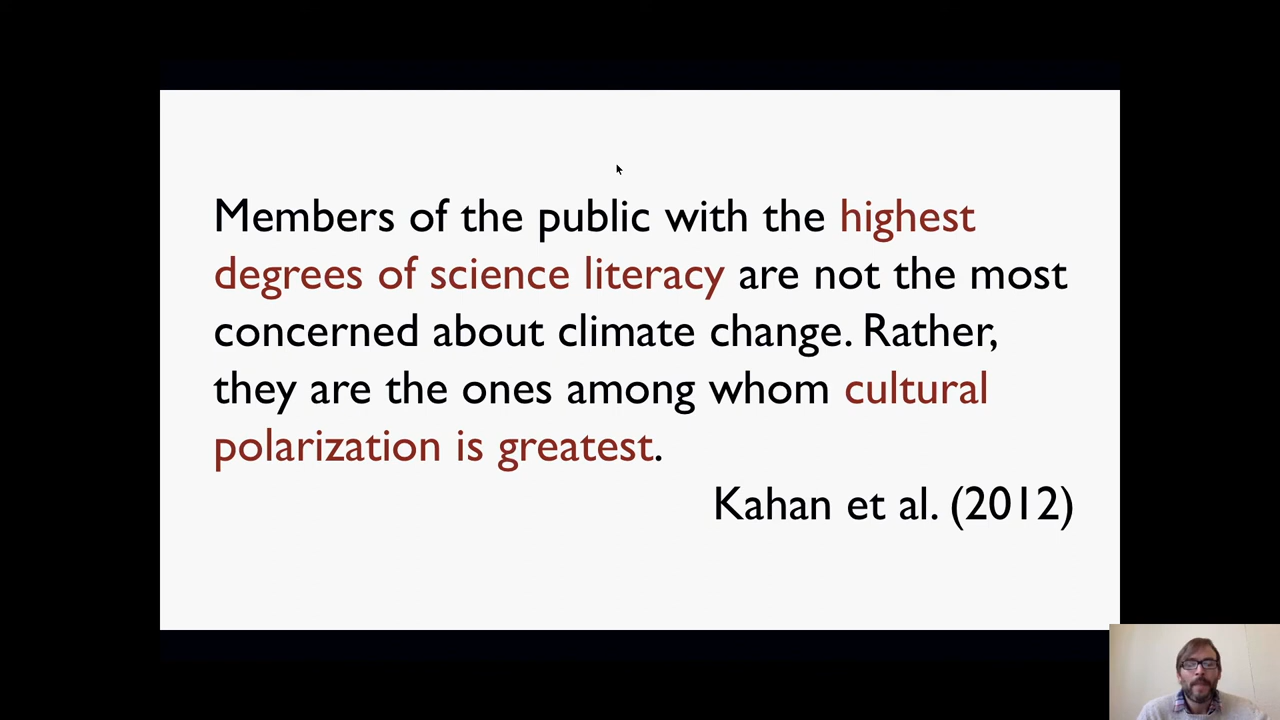 Members of the public with the highest
degrees of science literacy are not the most
concerned about climate change. Rather,
they are the ones among whom cultural
polarization is greatest.
Kahan et al. (2012)